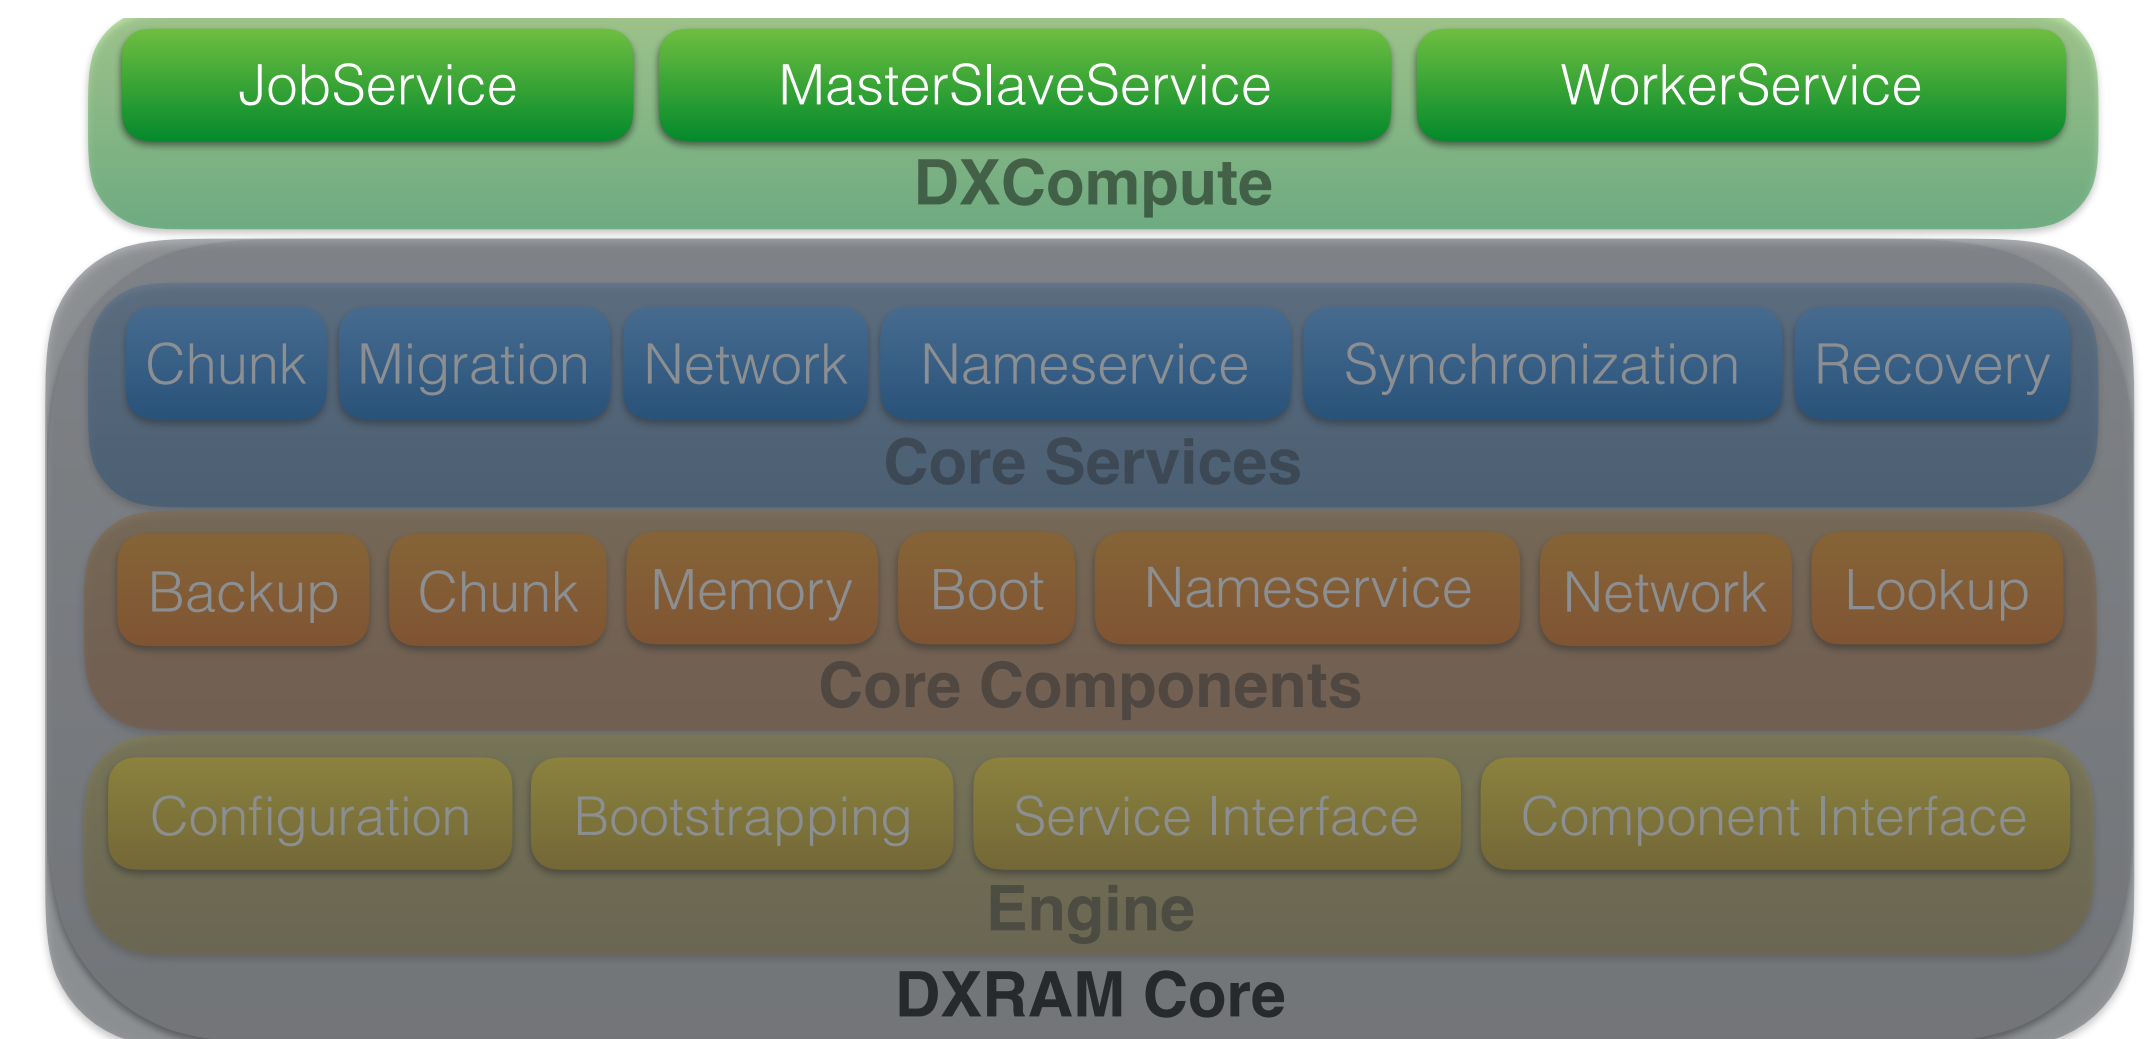 JobService MasterSlaveService WorkerService
DXCompute
Chunk Migration Network Nameservice Synchronization Recovery
Core Services
Backup Chunk Memory Boot Nameservice Network Lookup
Core Components
Configuration Bootstrapping Service Interface Component Interface
Engine
DXRAM Core